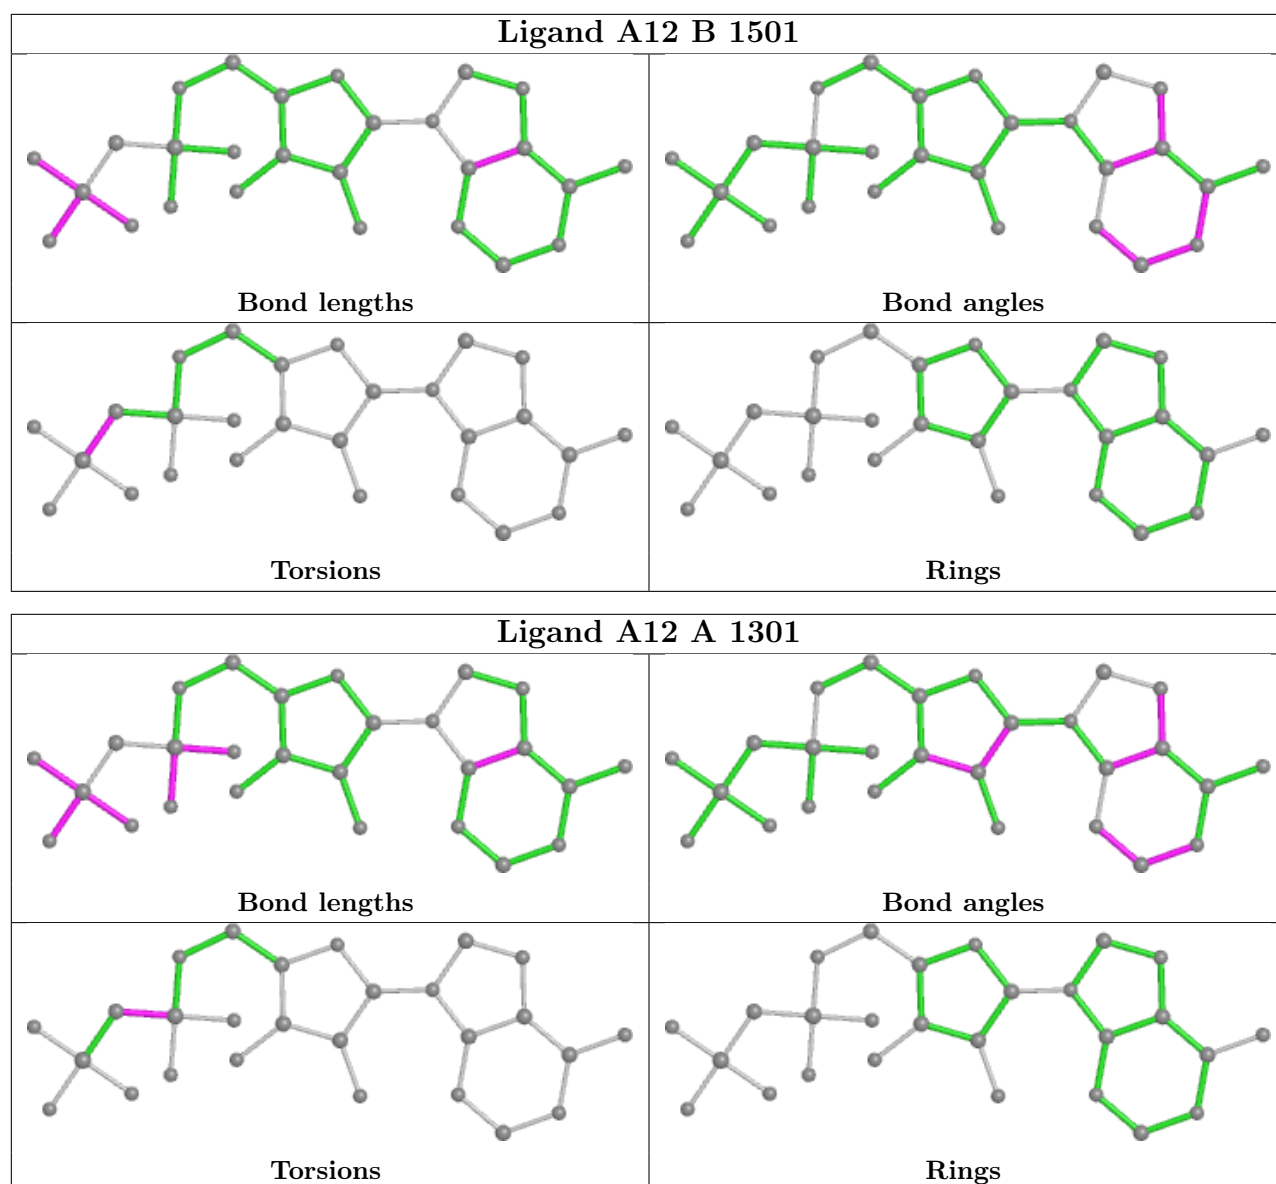 Ligand A12 B 1501
Bond lengths
Bond angles
Torsions
Rings
Ligand A12 A 1301
Bond lengths
Bond angles
Torsions
Rings